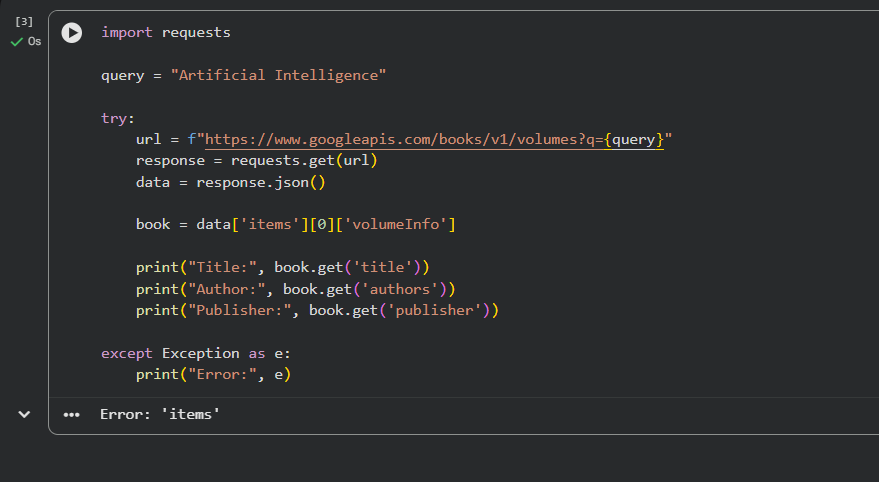 [3]
0s
import requests
query = "Artificial Intelligence"
try:
url = f"https://www.googleapis.com/books/v1/volumes?q={query}"
response = requests.get(url)
data = response.json()
book = data['items'][0]['volumeInfo']
print("Title:", book.get('title'))
print("Author:", book.get('authors'))
print("Publisher:", book.get('publisher'))
except Exception as e:
print("Error:", e)
Error: 'items'